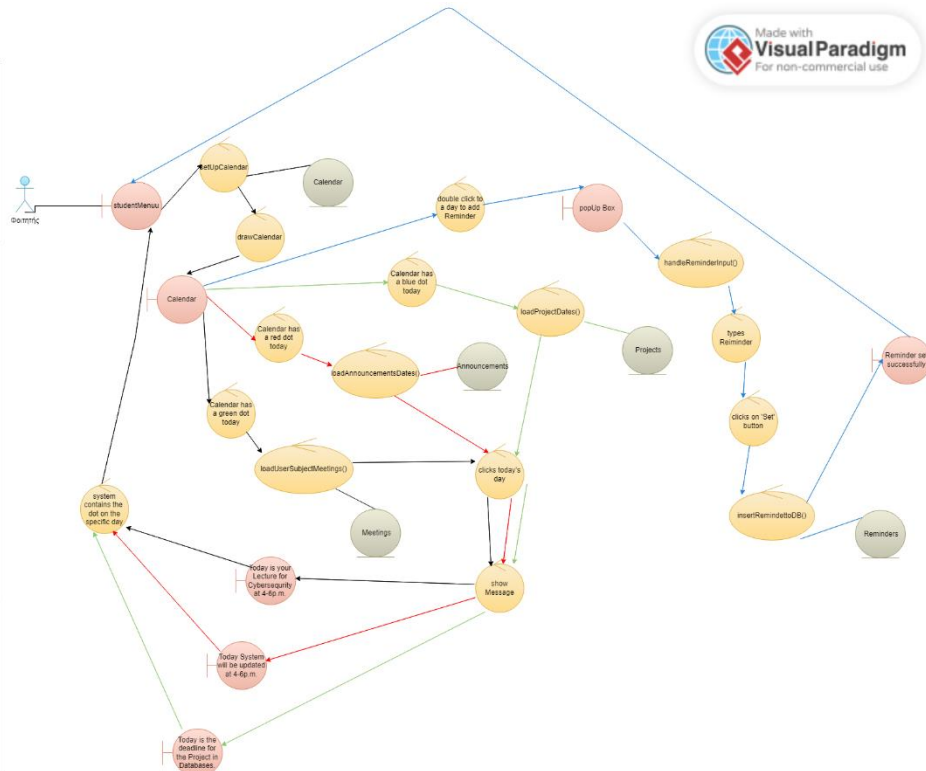 Made with
Visual Paradigm
For non-commercial use
setUpCalendar
Calendar
Φοιτητής
studentMenuu
double click to
a day to add
Reminder
popUp Box
drawCalendar
handleReminderInput()
Calendar
Calendar has
a blue dot
today
loadProjectDates()
Calendar has
a red dot
today
types
Reiminder
Projects
Reminder set
successfully
loadAnnouncementsDates()
Announcements
Calendar has
a green dot
today
clicks on 'Set'
button
loadUserSubjectMeetings()
clicks today's
day
system
contains the
dot on the
specific day
insertRemindettoDB()
Meetings
Reminders
Today is your
Lecture for
Cybersequrity
at 4-6p.m.
show
Message
Today System
will be updated
at 4-6p.m.
Today is the
deadline for
the Project in
Databases.